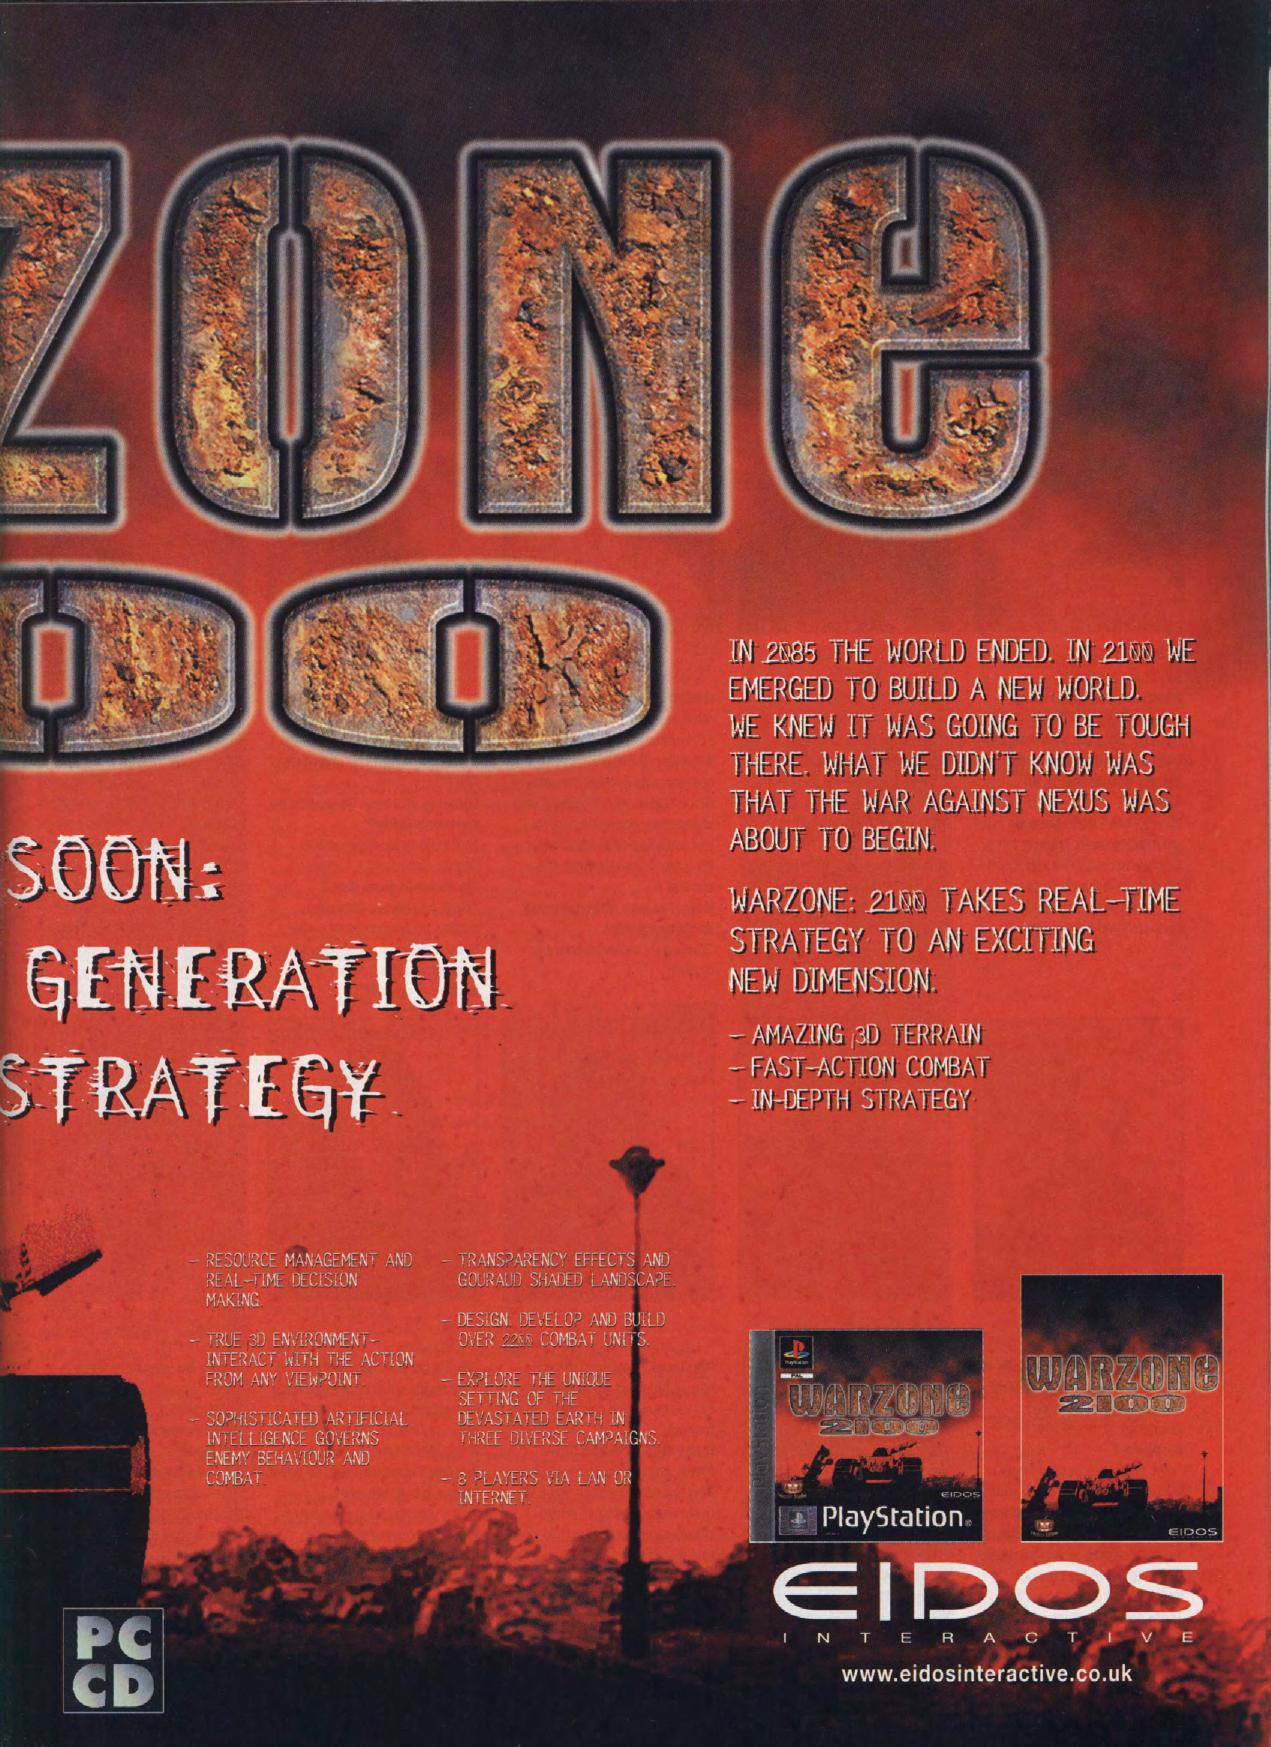 ZONE
00
SOON:
GENERATION
STRATEGY
IN 2085 THE WORLD ENDED. IN 2100 WE
EMERGED TO BUILD A NEW WORLD.
WE KNEW IT WAS GOING TO BE TOUGH
THERE. WHAT WE DIDN'T KNOW WAS
THAT THE WAR AGAINST NEXUS WAS
ABOUT TO BEGIN.
WARZONE: 2100 TAKES REAL-TIME
STRATEGY TO AN EXCITING
NEW DIMENSION.
- AMAZING 3D TERRAIN
- FAST-ACTION COMBAT
- IN-DEPTH STRATEGY
- RESOURCE MANAGEMENT AND
REAL-TIME DECISION
MAKING.
- TRUE 3D ENVIRONMENT-
INTERACT WITH THE ACTION
FROM ANY VIEWPOINT.
- SOPHISTICATED ARTIFICIAL
INTELLIGENCE GOVERNS
ENEMY BEHAVIOUR AND
COMBAT.
- TRANSPARENCY EFFECTS AND
GOURAUD SHADED LANDSCAPE.
- DESIGN, DEVELOP AND BUILD
OVER 2200 COMBAT UNITS.
- EXPLORE THE UNIQUE
SETTING OF THE
DEVASTATED EARTH IN
THREE DIVERSE CAMPAIGNS.
- 8 PLAYERS VIA LAN OR
INTERNET.
PlayStation
PAL
PlayStation
WARZONE
2100
EIDOS
PlayStation®
WARZONE
2100
EIDOS
EIDOS
INTERACTIVE
www.eidosinteractive.co.uk
PC
CD